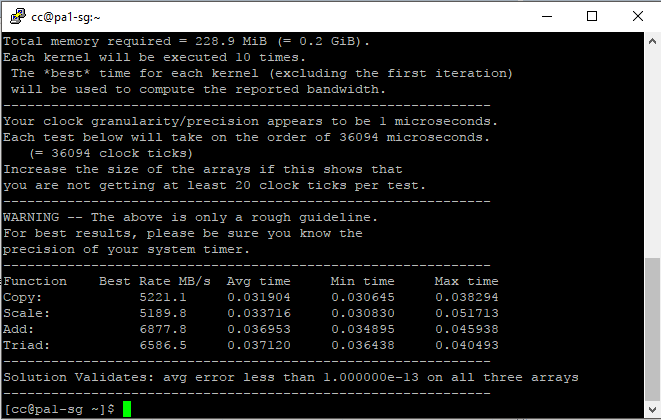 cc@pa1-sg:~
Total memory required = 228.9 MiB (= 0.2 GiB).
Each kernel will be executed 10 times.
 The *best* time for each kernel (excluding the first iteration)
 will be used to compute the reported bandwidth.
-------------------------------------------------------------
Your clock granularity/precision appears to be 1 microseconds.
Each test below will take on the order of 36094 microseconds.
   (= 36094 clock ticks)
Increase the size of the arrays if this shows that
you are not getting at least 20 clock ticks per test.
-------------------------------------------------------------
WARNING -- The above is only a rough guideline.
For best results, please be sure you know the
precision of your system timer.
-------------------------------------------------------------
Function    Best Rate MB/s  Avg time     Min time     Max time
Copy:            5221.1     0.031904     0.030645     0.038294
Scale:           5189.8     0.033716     0.030830     0.051713
Add:             6877.8     0.036953     0.034895     0.045938
Triad:           6586.5     0.037120     0.036438     0.040493
-------------------------------------------------------------
Solution Validates: avg error less than 1.000000e-13 on all three arrays
-------------------------------------------------------------
[cc@pa1-sg ~]$